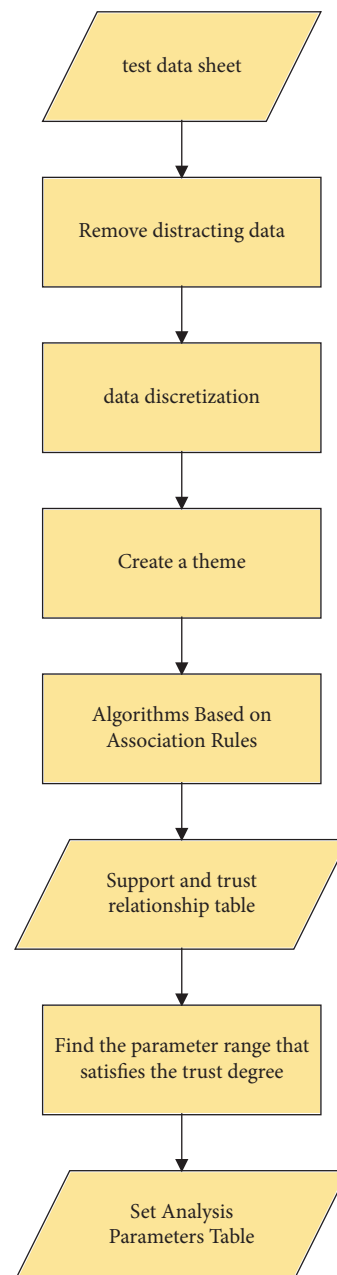 test data sheet
Remove distracting data
data discretization
Create a theme
Algorithms Based on
Association Rules
Support and trust
relationship table
Find the parameter range that
satisfies the trust degree
Set Analysis
Parameters Table